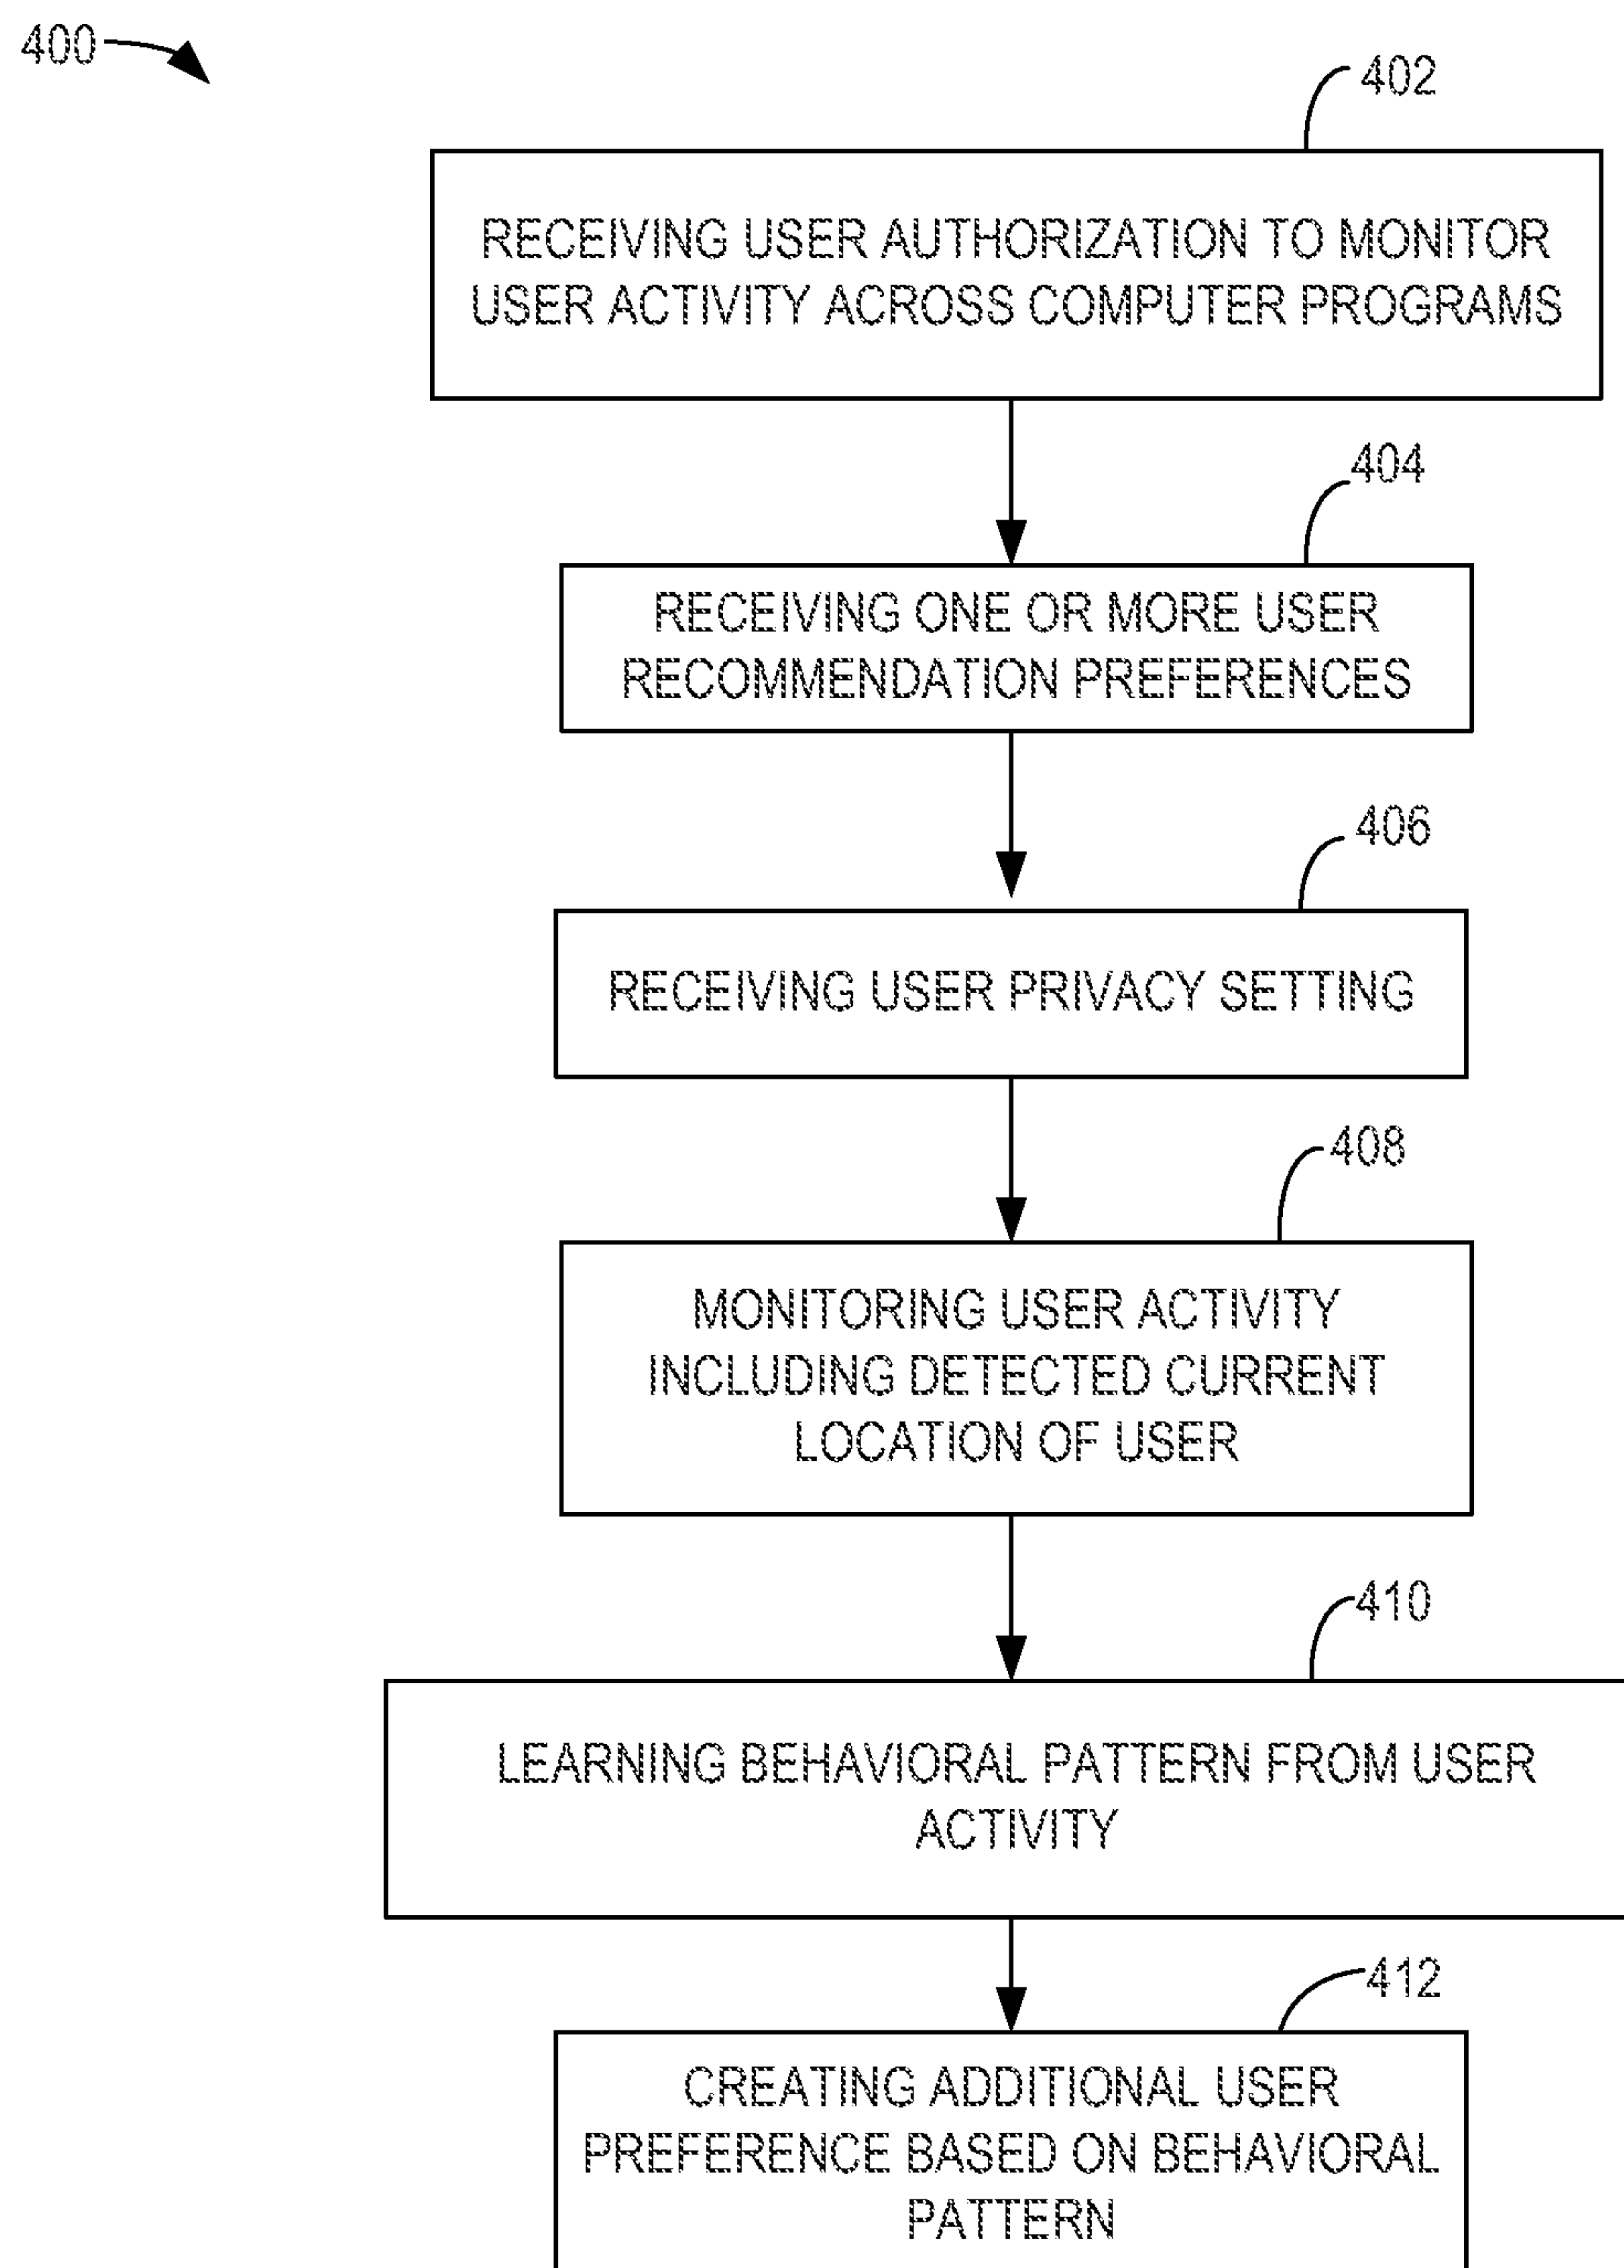 400
402
RECEIVING USER AUTHORIZATION TO MONITOR
USER ACTIVITY ACROSS COMPUTER PROGRAMS
404
RECEIVING ONE OR MORE USER
RECOMMENDATION PREFERENCES
406
RECEIVING USER PRIVACY SETTING
408
MONITORING USER ACTIVITY
INCLUDING DETECTED CURRENT
LOCATION OF USER
410
LEARNING BEHAVIORAL PATTERN FROM USER
ACTIVITY
412
CREATING ADDITIONAL USER
PREFERENCE BASED ON BEHAVIORAL
PATTERN